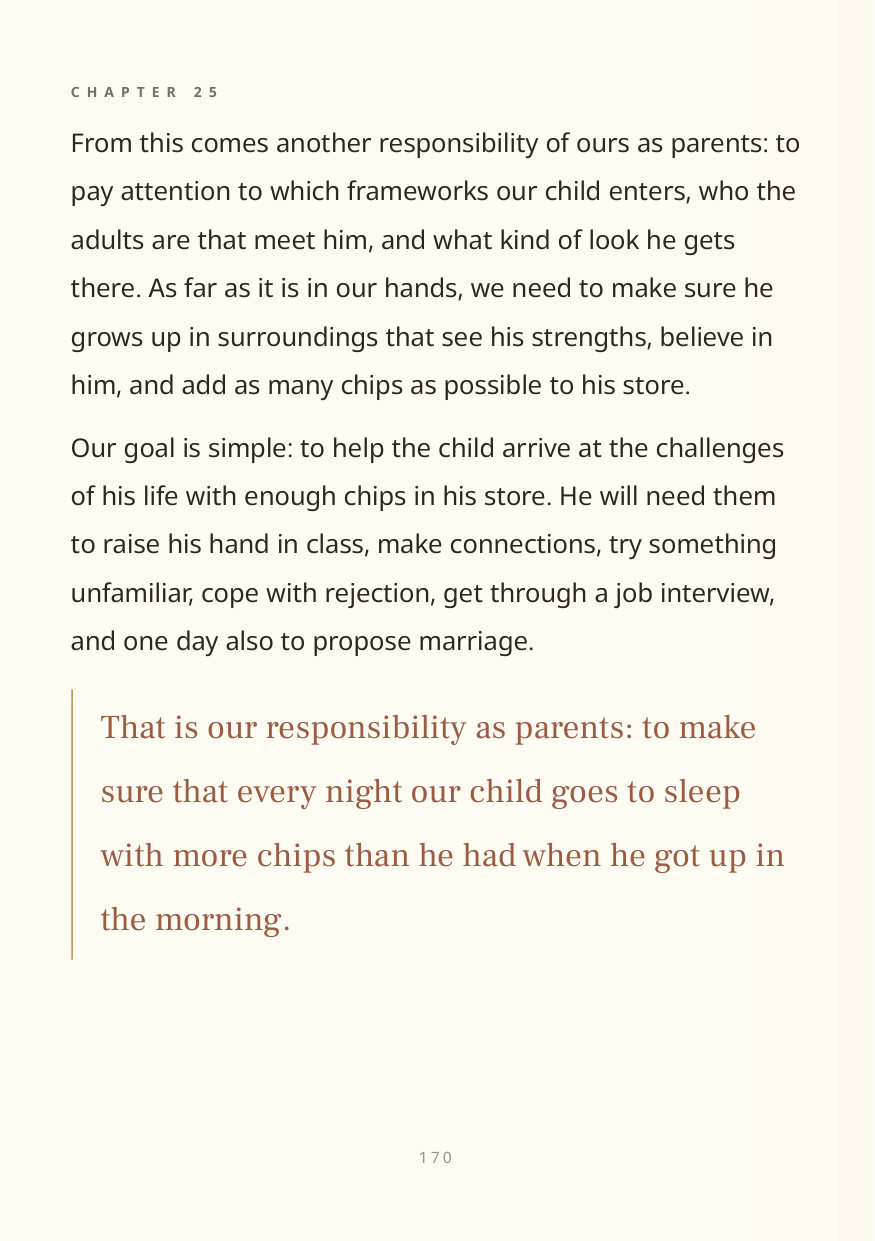 CHAPTER 25
From this comes another responsibility of ours as parents: to
pay attention to which frameworks our child enters, who the
adults are that meet him, and what kind of look he gets
there. As far as it is in our hands, we need to make sure he
grows up in surroundings that see his strengths, believe in
him, and add as many chips as possible to his store.
Our goal is simple: to help the child arrive at the challenges
of his life with enough chips in his store. He will need them
to raise his hand in class, make connections, try something
unfamiliar, cope with rejection, get through a job interview,
and one day also to propose marriage.
That is our responsibility as parents: to make
sure that every night our child goes to sleep
with more chips than he had when he got up in
the morning.
170